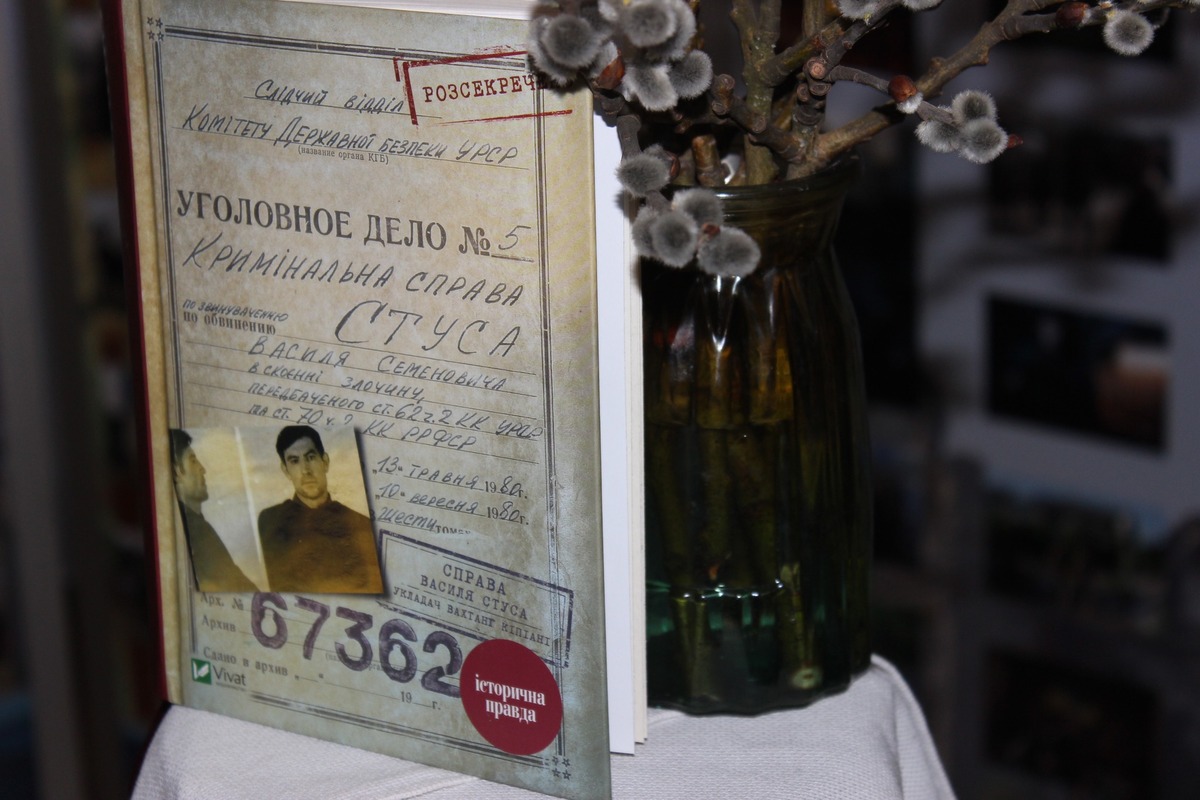 РОЗСЕКРЕЧ
Слідчий відділ
Комітету Державної безпеки УРСР
(название органа КГБ)
УГОЛОВНОЕ ДЕЛО № 5
Кримінальна справа
по звинуваченню
по обвинению
Стуса
Василя Семеновича
в скоєнні злочину,
передбаченого ст. 62 ч. 2 КК УРСР
та ст. 70 ч. 2 КК РРФСР
„13" травня 1980г.
„10" вересня 1980г.
шести томах
СПРАВА
ВАСИЛЯ СТУСА
УКЛАДАЧ ВАХТАНГ КІПІАНІ
Арх. №
67362
Архив
Сдано в архив „ “
19 г.
Vivat
історична
правда